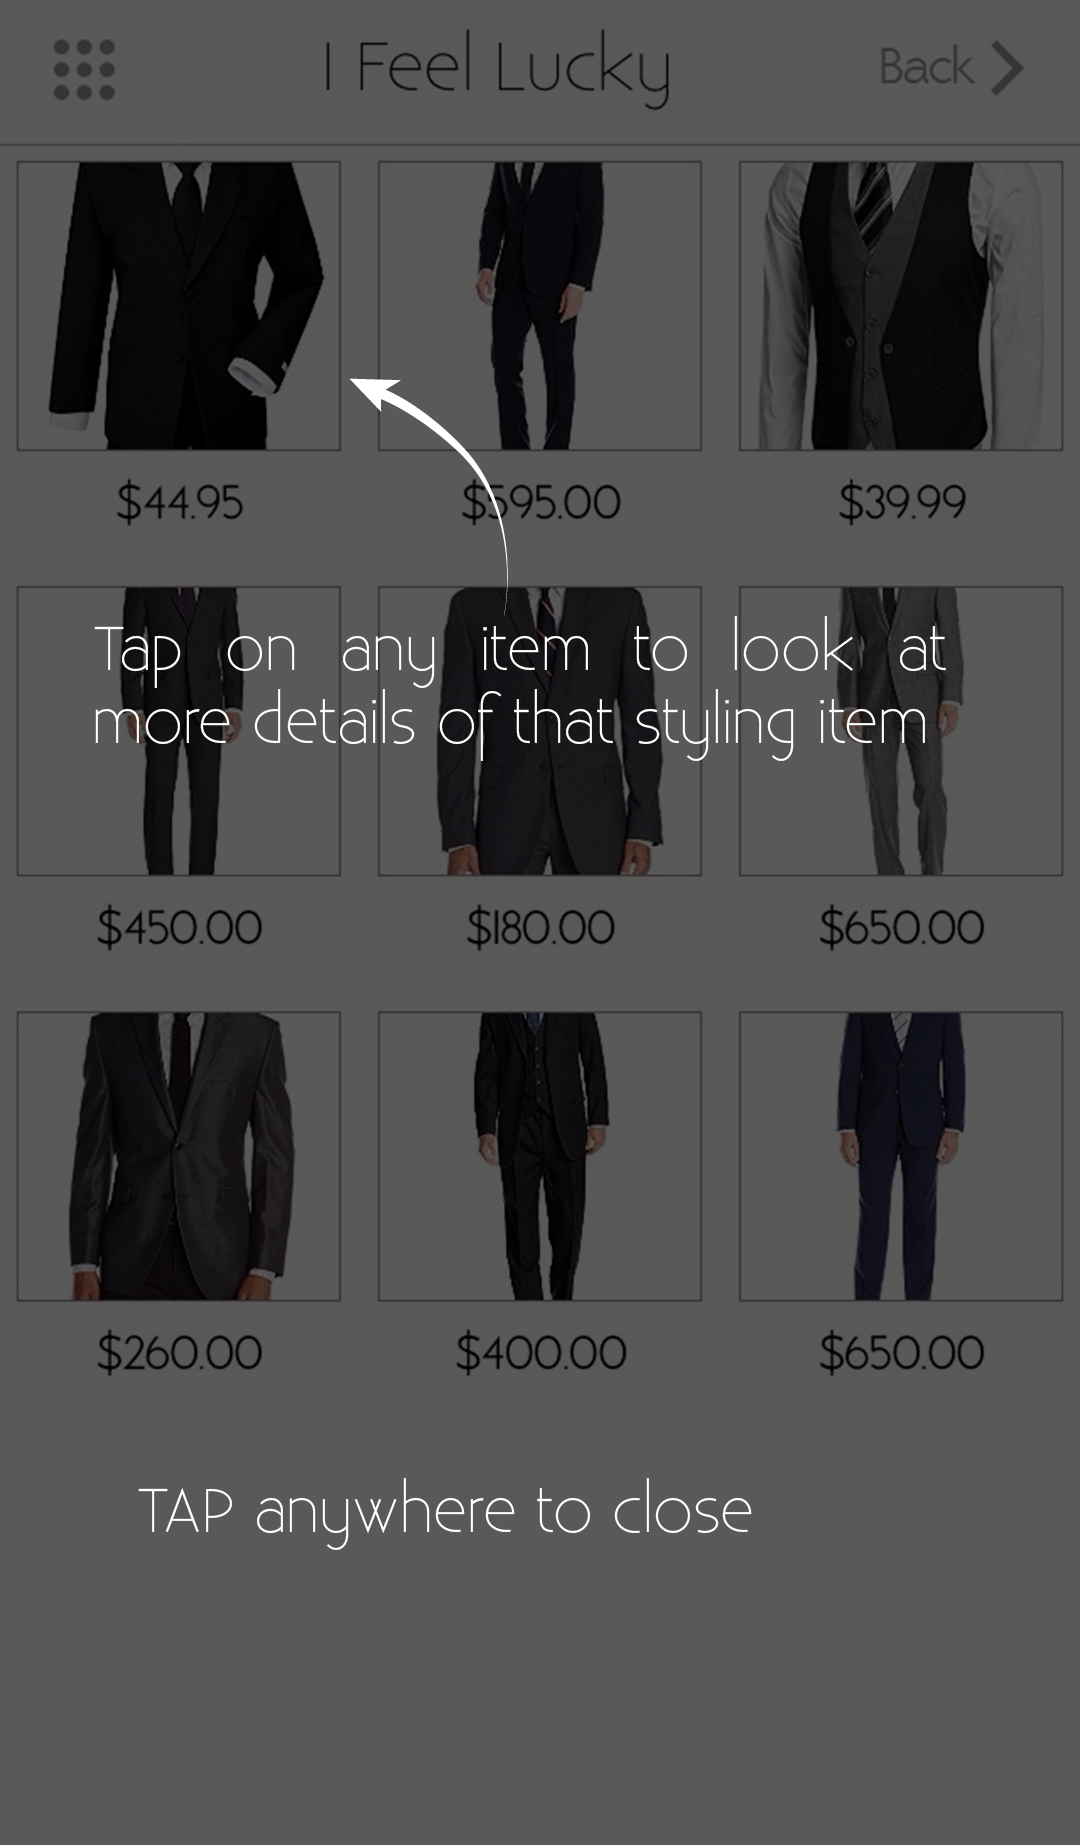 I Feel Lucky
Back
$44.95
$595.00
$39.99
Tap on any item to look at
more details of that styling item
$450.00
$180.00
$650.00
$260.00
$400.00
$650.00
TAP anywhere to close